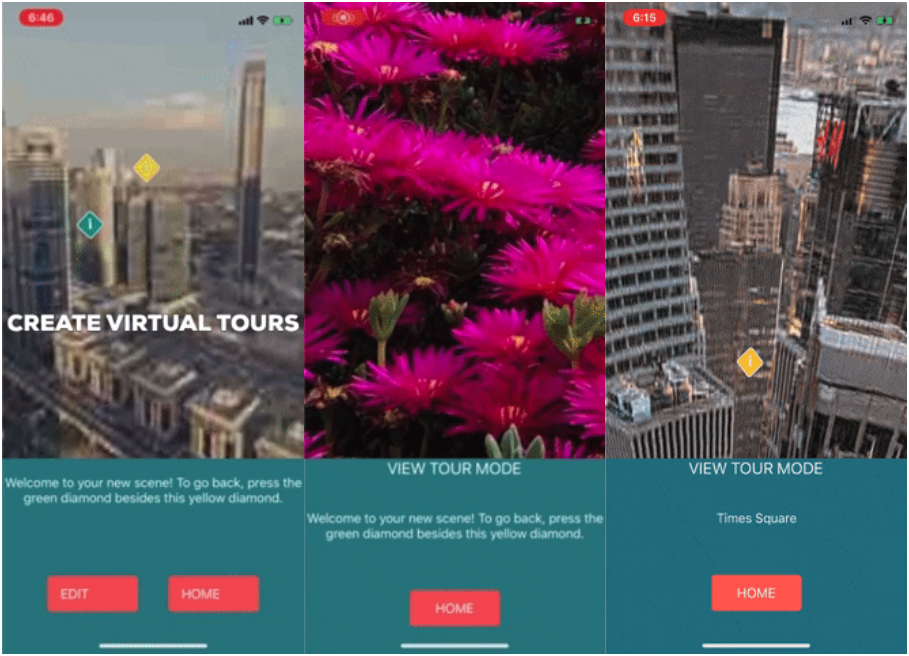 6:46
CREATE VIRTUAL TOURS
Welcome to your new scene! To go back, press the
green diamond besides this yellow diamond.
EDIT
HOME
VIEW TOUR MODE
Welcome to your new scene! To go back, press the
green diamond besides this yellow diamond.
HOME
6:15
i
VIEW TOUR MODE
Times Square
HOME